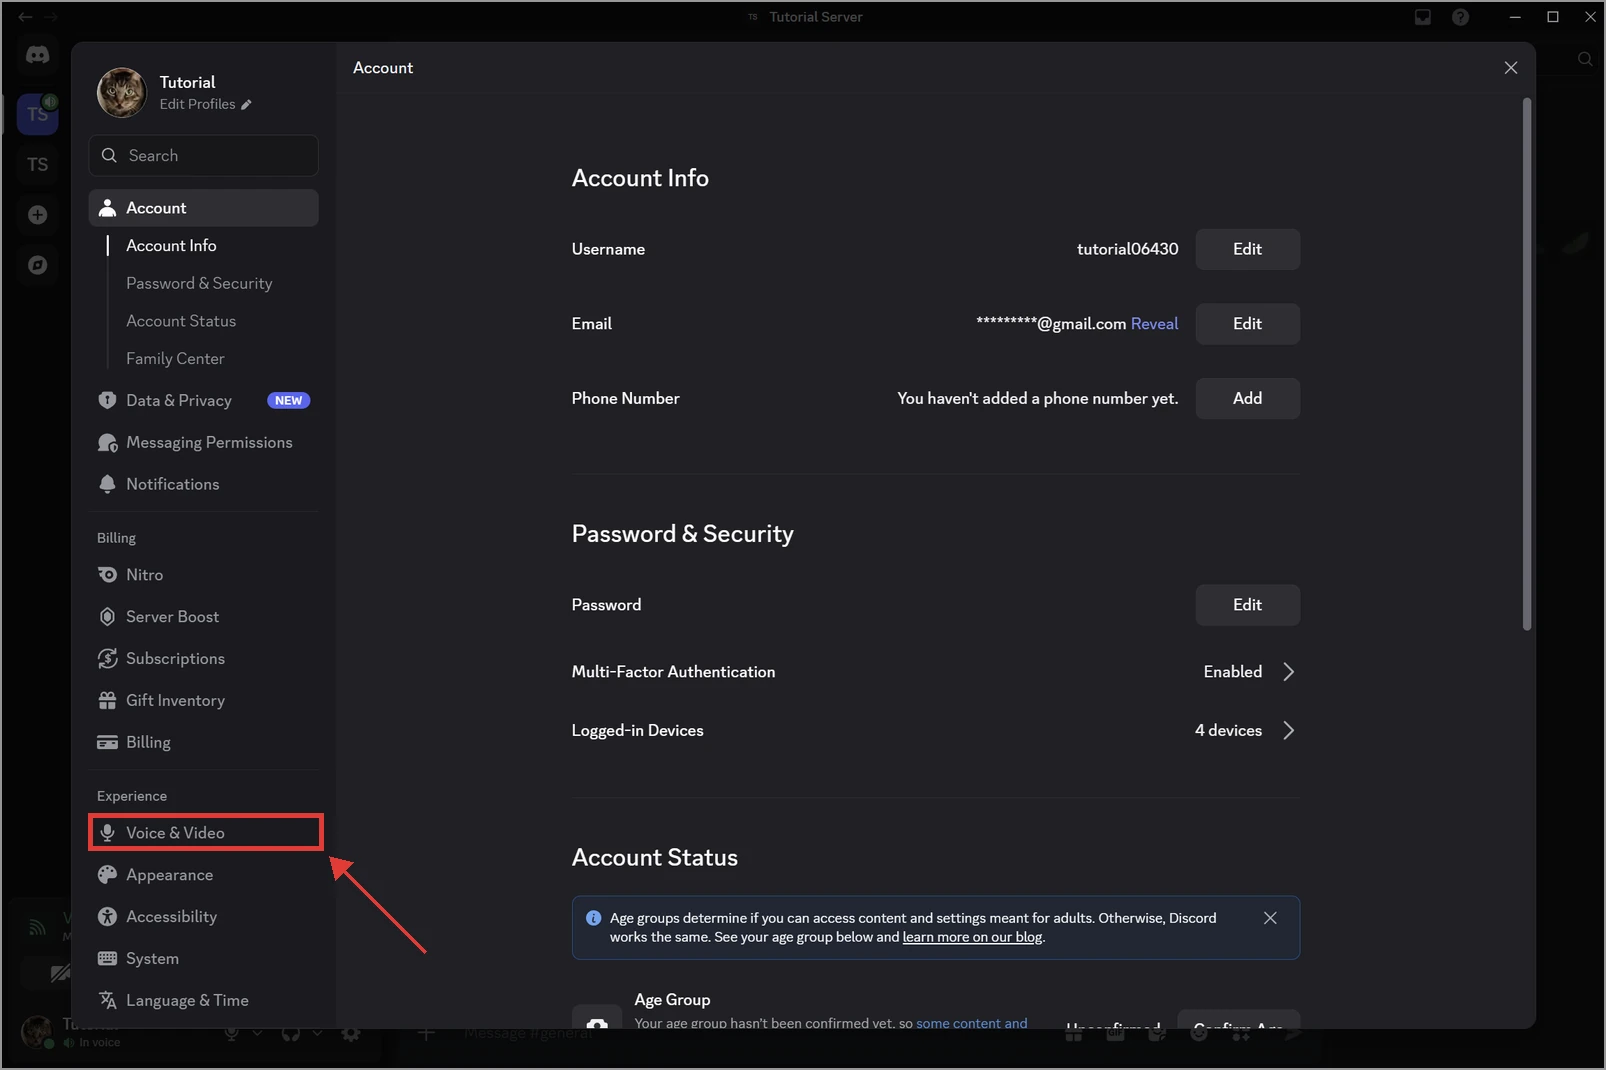 TS Tutorial Server
TS
TS
Tutorial
Edit Profiles
Search
Account
Account Info
Password & Security
Account Status
Family Center
Data & Privacy NEW
Messaging Permissions
Notifications
Billing
Nitro
Server Boost
Subscriptions
Gift Inventory
Billing
Experience
Voice & Video
Appearance
Accessibility
System
Language & Time
In voice
Account
Account Info
Username tutorial06430 Edit
Email *********@gmail.com Reveal Edit
Phone Number You haven't added a phone number yet. Add
Password & Security
Password Edit
Multi-Factor Authentication Enabled
Logged-in Devices 4 devices
Account Status
Age groups determine if you can access content and settings meant for adults. Otherwise, Discord
works the same. See your age group below and learn more on our blog.
Age Group
Your age group hasn't been confirmed yet, so some content and
Unconfirmed Confirm Age
Message #general